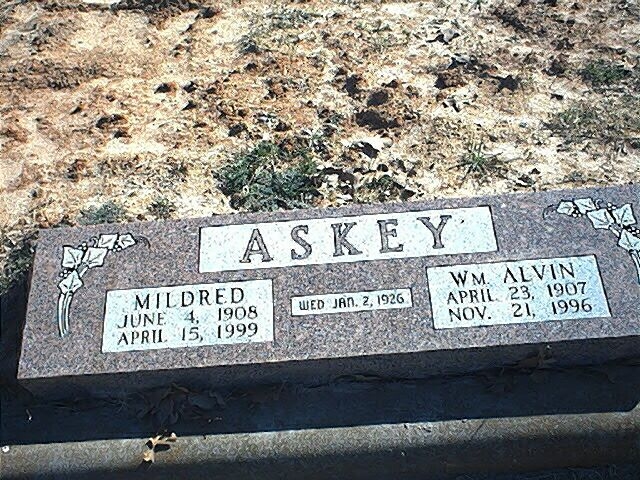 ASKEY
MILDRED
JUNE 4, 1908
APRIL 15, 1999
WED JAN. 2, 1926
WM. ALVIN
APRIL 23, 1907
NOV. 21, 1996